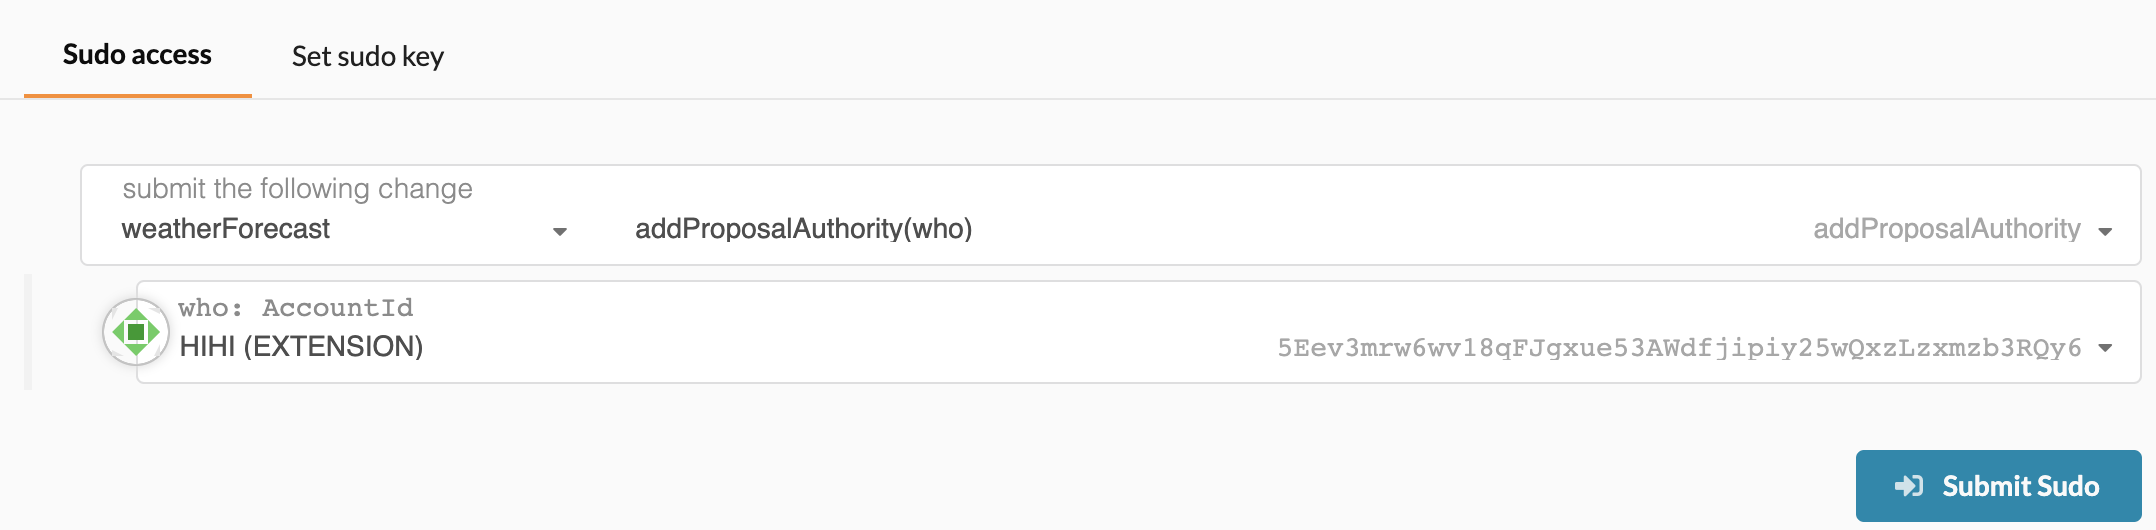 Sudo access
Set sudo key
submit the following change
weatherForecast
addProposalAuthority(who)
addProposalAuthority
who: AccountId
HIHI (EXTENSION)
5Eev3mrw6wv18qFJgxue53AWdfjipiy25wQxzLzxmzb3RQy6
Submit Sudo